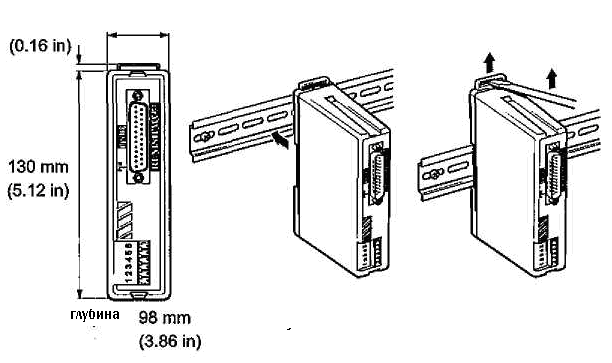 (0.16 in)
130 mm
(5.12 in)
123456
глубина 98 mm
(3.86 in)